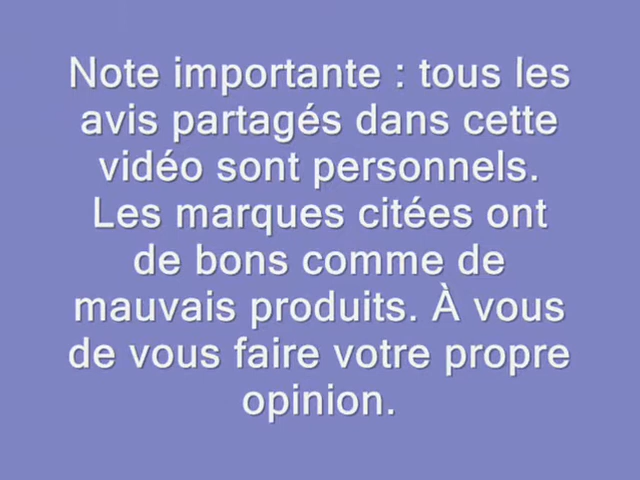 Note importante : tous les
avis partagés dans cette
vidéo sont personnels.
Les marques citées ont
de bons comme de
mauvais produits. À vous
de vous faire votre propre
opinion.